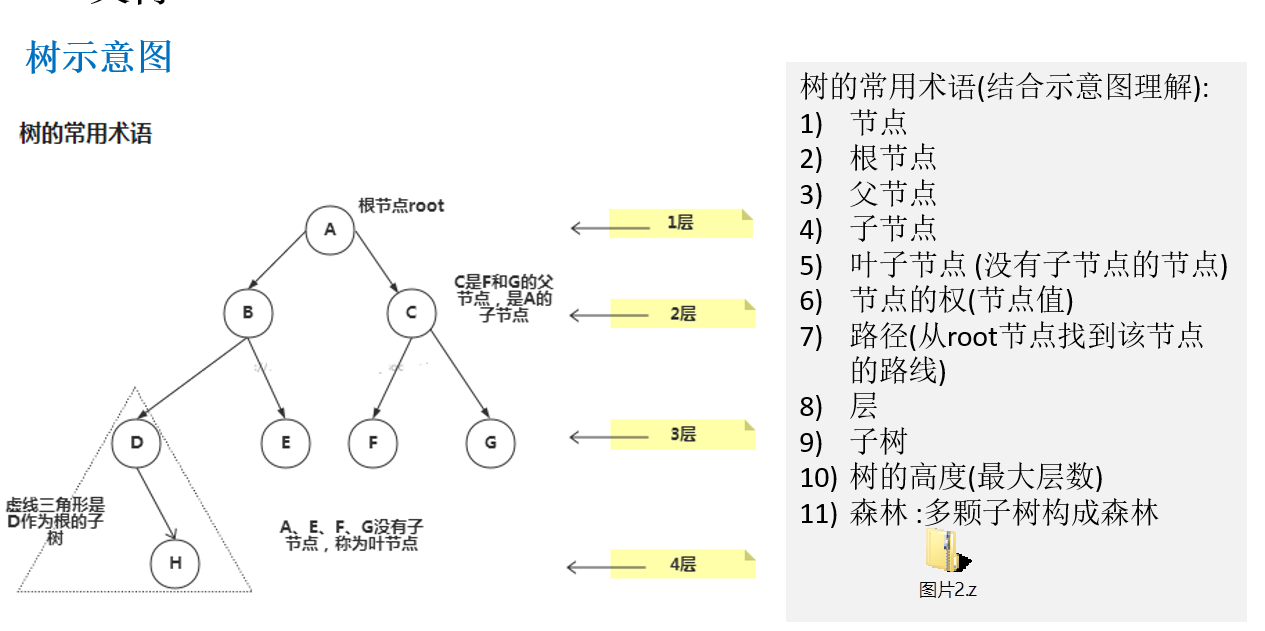 树示意图
树的常用术语
根节点root
A
1层
C是F和G的父
节点，是A的
子节点
B
C
2层
D
E
F
G
3层
虚线三角形是
D作为根的子
树
A、E、F、G没有子
节点，称为叶节点
H
4层
树的常用术语(结合示意图理解):
1) 节点
2) 根节点
3) 父节点
4) 子节点
5) 叶子节点 (没有子节点的节点)
6) 节点的权(节点值)
7) 路径(从root节点找到该节点
的路线)
8) 层
9) 子树
10) 树的高度(最大层数)
11) 森林 :多颗子树构成森林
图片2.z